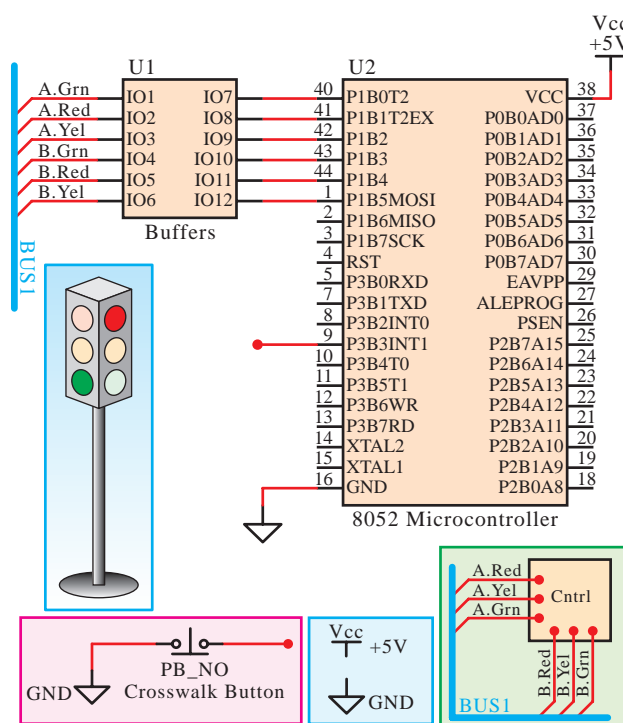 Vcc
+5V
U1
U2
A.Grn
A.Red
A.Yel
B.Grn
B.Red
B.Yel
IO1 IO7
IO2 IO8
IO3 IO9
IO4 IO10
IO5 IO11
IO6 IO12
Buffers
BUS1
40 P1B0T2 VCC 38
41 P1B1T2EX P0B0AD0 37
42 P1B2 P0B1AD1 36
43 P1B3 P0B2AD2 35
44 P1B4 P0B3AD3 34
1 P1B5MOSI P0B4AD4 33
2 P1B6MISO P0B5AD5 32
3 P1B7SCK P0B6AD6 31
4 RST P0B7AD7 30
5 P3B0RXD EAVPP 29
7 P3B1TXD ALEPROG 27
8 P3B2INT0 PSEN 26
9 P3B3INT1 P2B7A15 25
10 P3B4T0 P2B6A14 24
11 P3B5T1 P2B5A13 23
12 P3B6WR P2B4A12 22
13 P3B7RD P2B3A11 21
14 XTAL2 P2B2A10 20
15 XTAL1 P2B1A9 19
16 GND P2B0A8 18
8052 Microcontroller
GND
PB_NO
Crosswalk Button
Vcc
+5V
GND
A.Red
A.Yel
A.Grn
Cntrl
B.Red
B.Yel
B.Grn
BUS1